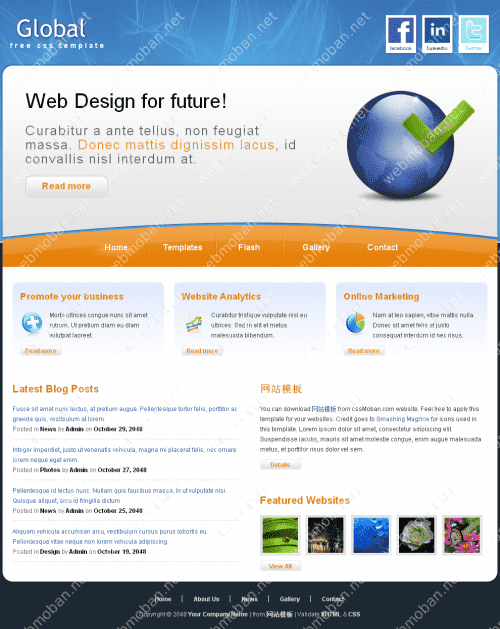 Global
free css template
facebook
LinkedIn
Twitter
Web Design for future!
Curabitur a ante tellus, non feugiat
massa. Donec mattis dignissim lacus, id
convallis nisl interdum at.
Read more
Home Templates Flash Gallery Contact
Promote your business
Morbi ultrices congue nunc sit amet
rutrum. Ut pretium diam eu diam
volutpat laoreet.
Read more
Website Analytics
Curabitur tristique vulputate nisl eu
ultrices. Sed in elit et metus
malesuada bibendum.
Read more
Online Marketing
Nam at leo sapien, vitae mattis nulla.
Donec sit amet felis at justo
consequat interdum id nec risus.
Read more
Latest Blog Posts
Fusce sit amet nunc lectus, at pretium augue. Pellentesque tortor felis, porttitor ac
gravida quis, vestibulum at lorem.
Posted in News by Admin on October 29, 2048
Integer imperdiet, justo ut venenatis vehicula, magna mi placerat felis, nec ornare
lorem neque eget enim.
Posted in Photos by Admin on October 27, 2048
Pellentesque id lectus nunc. Nullam quis faucibus massa. In ut vulputate nisl.
Quisque aliquet, arcu id fringilla dictum.
Posted in News by Admin on October 25, 2048
Aliquam vehicula accumsan arcu, vestibulum cursus purus lobortis eu.
Pellentesque vitae neque non lorem vehicula adipiscing.
Posted in Design by Admin on October 19, 2048
网站模板
You can download 网站模板 from cssMoban.com website. Feel free to apply this
template for your websites. Credit goes to Smashing Magazine for icons used in
this template. Lorem ipsum dolor sit amet, consectetur adipiscing elit.
Suspendisse iaculis, mauris sit amet molestie congue, enim augue malesuada
metus, et porttitor risus dolor vel sem.
Details
Featured Websites
View All
Home | About Us | News | Gallery | Contact
Copyright © 2048 Your Company Name | from 网站模板 | Validate XHTML & CSS
webmoban.net